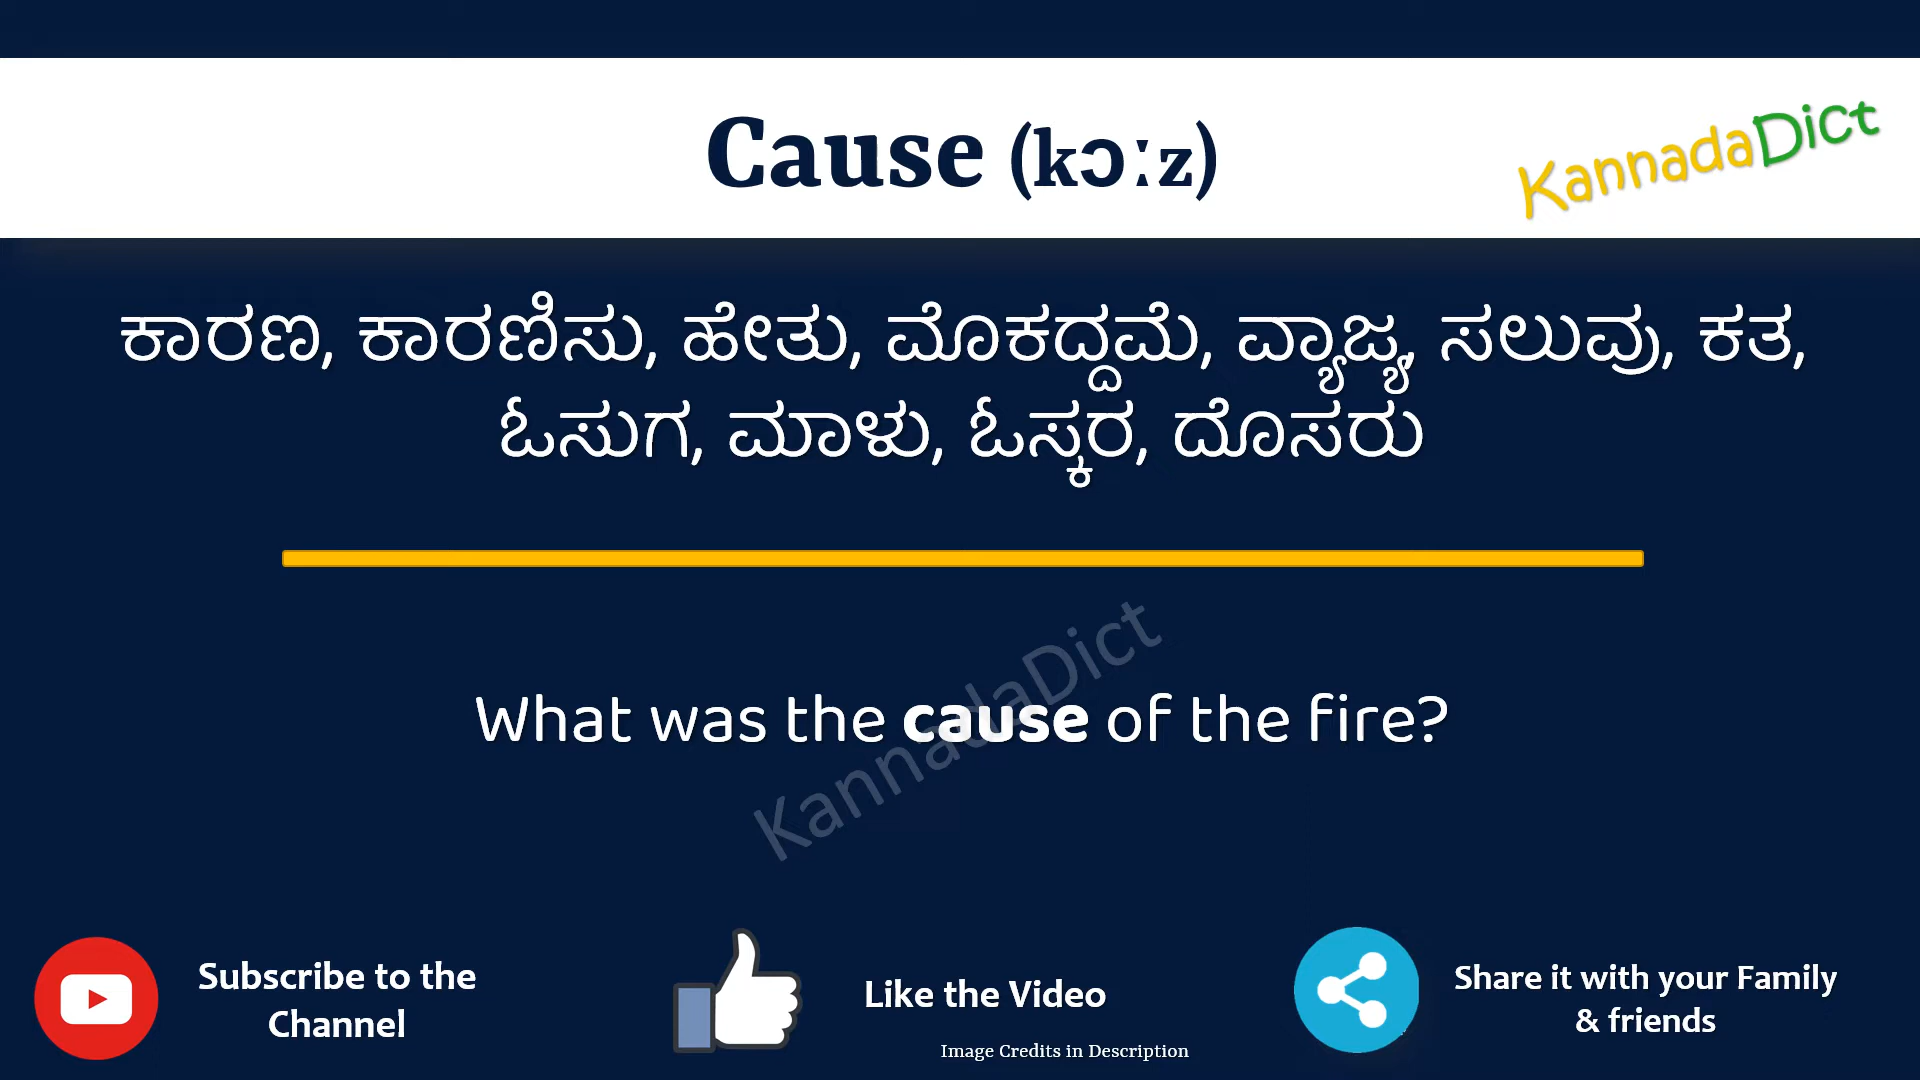 Cause (kɔːz)
KannadaDict
ಕಾರಣ, ಕಾರಣಿಸು, ಹೇತು, ಮೊಕದ್ದಮೆ, ವ್ಯಾಜ್ಯ, ಸಲುವು, ಕತ,
ಓಸುಗ, ಮಾಳು, ಓಸ್ಕರ, ದೊಸರು
What was the cause of the fire?
KannadaDict
Subscribe to the
Channel
Like the Video
Share it with your Family
& friends
Image Credits in Description